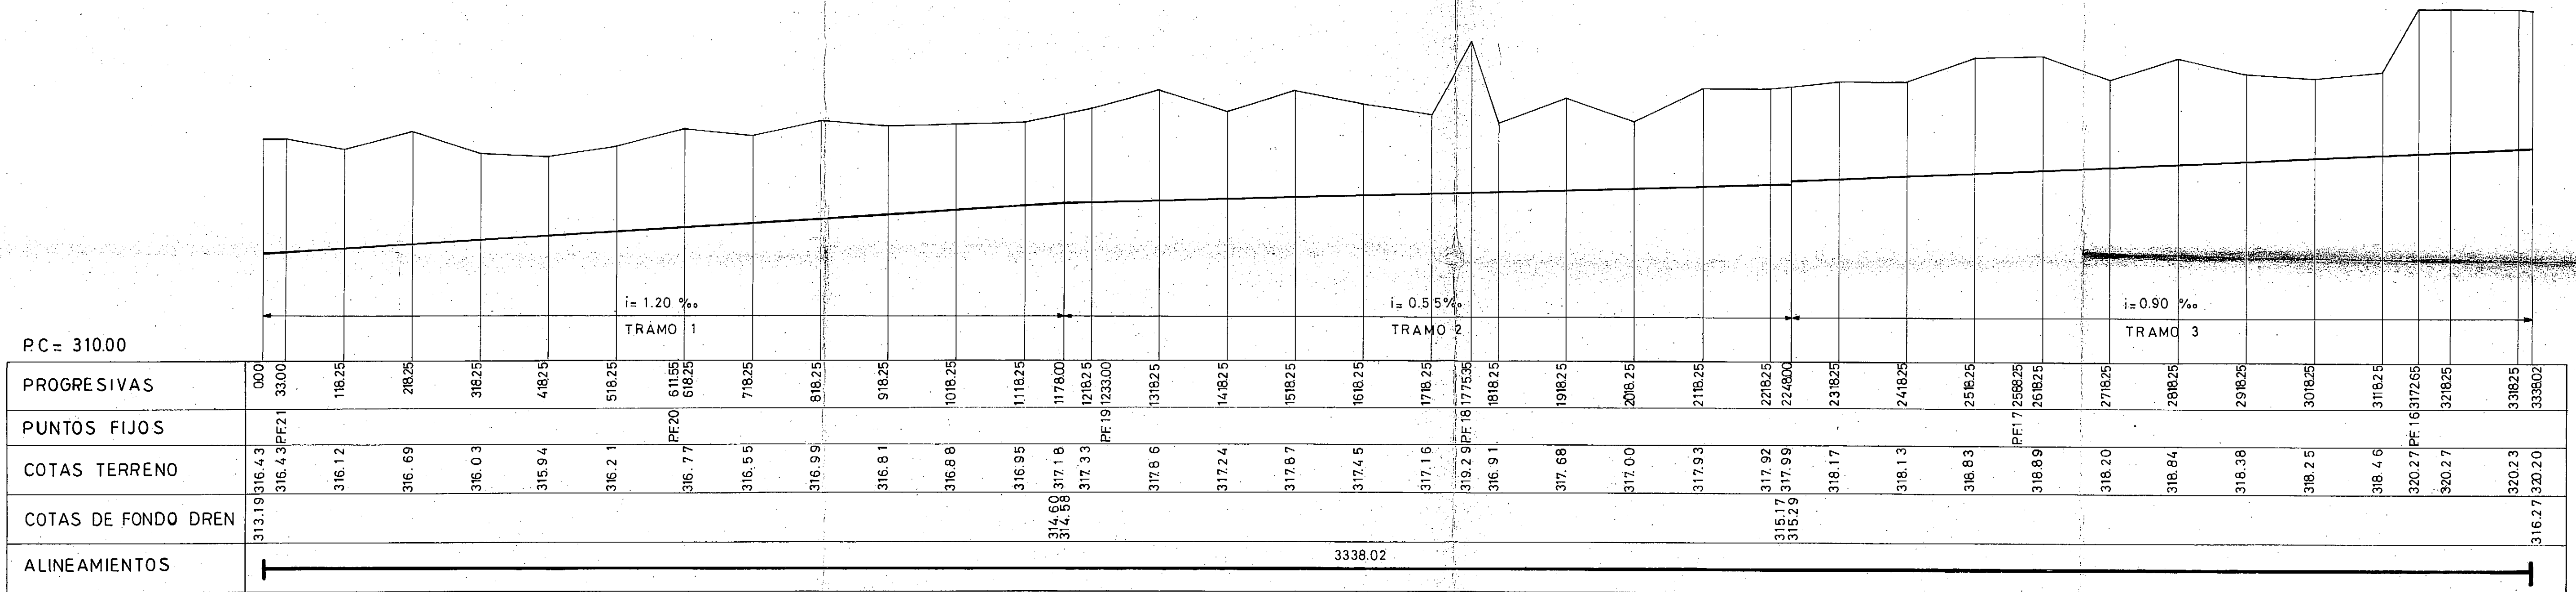 i= 1.20 ‰
i= 0.55‰
i= 0.90 ‰
TRAMO 1
TRAMO 2
TRAMO 3
P.C = 310.00
PROGRESIVAS 00.0 33.00 118.25 218.25 318.25 418.25 518.25 611.55 618.25 718.25 818.25 918.25 1018.25 1118.25 1178.00 1218.25 1233.00 1318.25 1418.25 1518.25 1618.25 1718.25 1775.35 1818.25 1918.25 2018.25 2118.25 2218.25 2248.00 2318.25 2418.25 2518.25 2588.25 2618.25 2718.25 2818.25 2918.25 3018.25 3118.25 3172.65 3218.25 3318.25 3338.02
PUNTOS FIJOS PF.21 P.F.20 P.F.19 P.F.18 P.F.17 P.F.16
COTAS TERRENO 316.43 316.43 316.12 316.69 316.03 315.94 316.21 316.77 316.55 316.99 316.81 316.88 316.95 317.18 317.33 317.86 317.24 317.87 317.45 317.16 319.29 316.91 317.68 317.00 317.93 317.92 317.99 318.17 318.13 318.83 318.89 318.20 318.84 318.38 318.25 318.46 320.27 320.27 320.23 320.20
COTAS DE FONDO DREN 313.19 314.60 314.58 315.17 315.29 316.27
ALINEAMIENTOS 3338.02